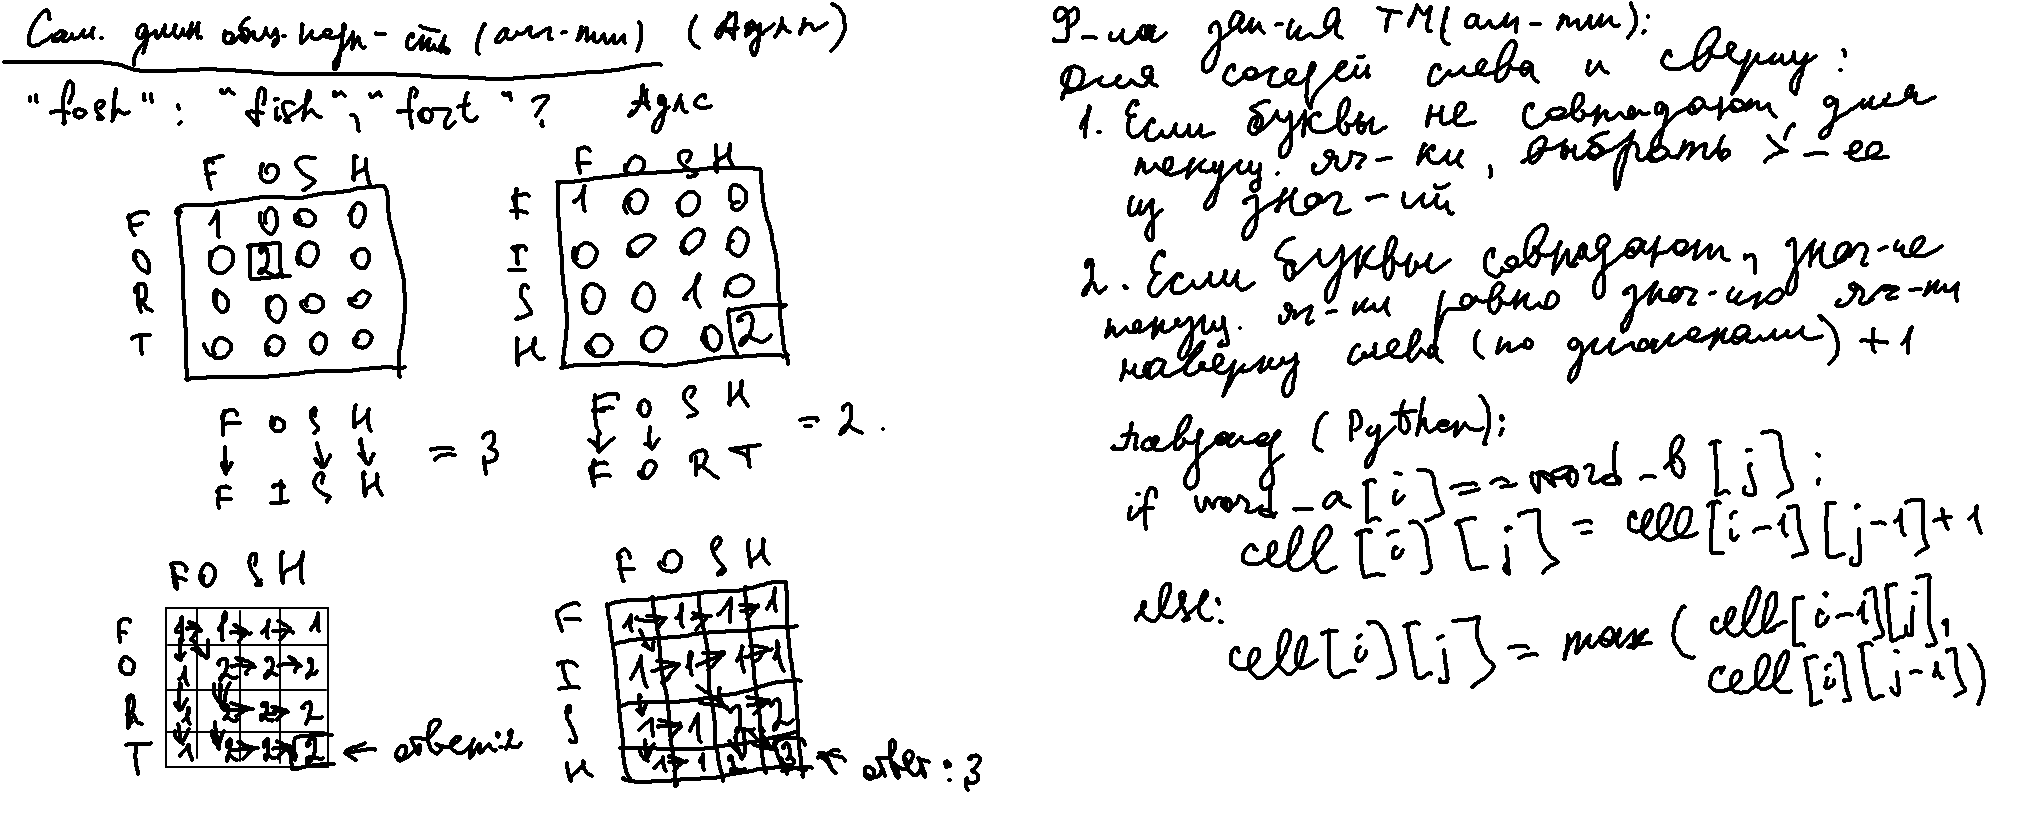 Сам. длин общ. посл-сть (алг-тм) (Адлп)
"fosh": "fish", "fort"? Адлс
F O S H
F 1 0 0 0
O 0 2 0 0
R 0 0 0 0
T 0 0 0 0
F O S H
F 1 0 0 0
I 0 0 0 0
S 0 0 1 0
H 0 0 0 2
F O S H
F I S H
= 3
F O S H
F O R T
= 2.
F O S H
F 1 1 1 1
O 1 2 2 2
R 1 2 2 2
T 1 2 2 2
← ответ: 2
F O S H
F 1 1 1 1
I 1 1 1 1
S 1 1 2 2
H 1 1 2 3
← ответ: 3
Ф-ла зап-ния ТМ(алг-тм):
Для соседей слева и сверху:
1. Если буквы не совпадают для
текущ. яч-ки, выбрать >-ее
из знач-ий
2. Если буквы совпадают, знач-ие
текущ. яч-ки равно знач-ию яч-ки
наверху слева (по диагонали) +1
(Python):
if word_a[i]==word_b[j]:
cell[i][j] = cell[i-1][j-1]+1
else:
cell[i][j] = max(cell[i-1][j],
cell[i][j-1])